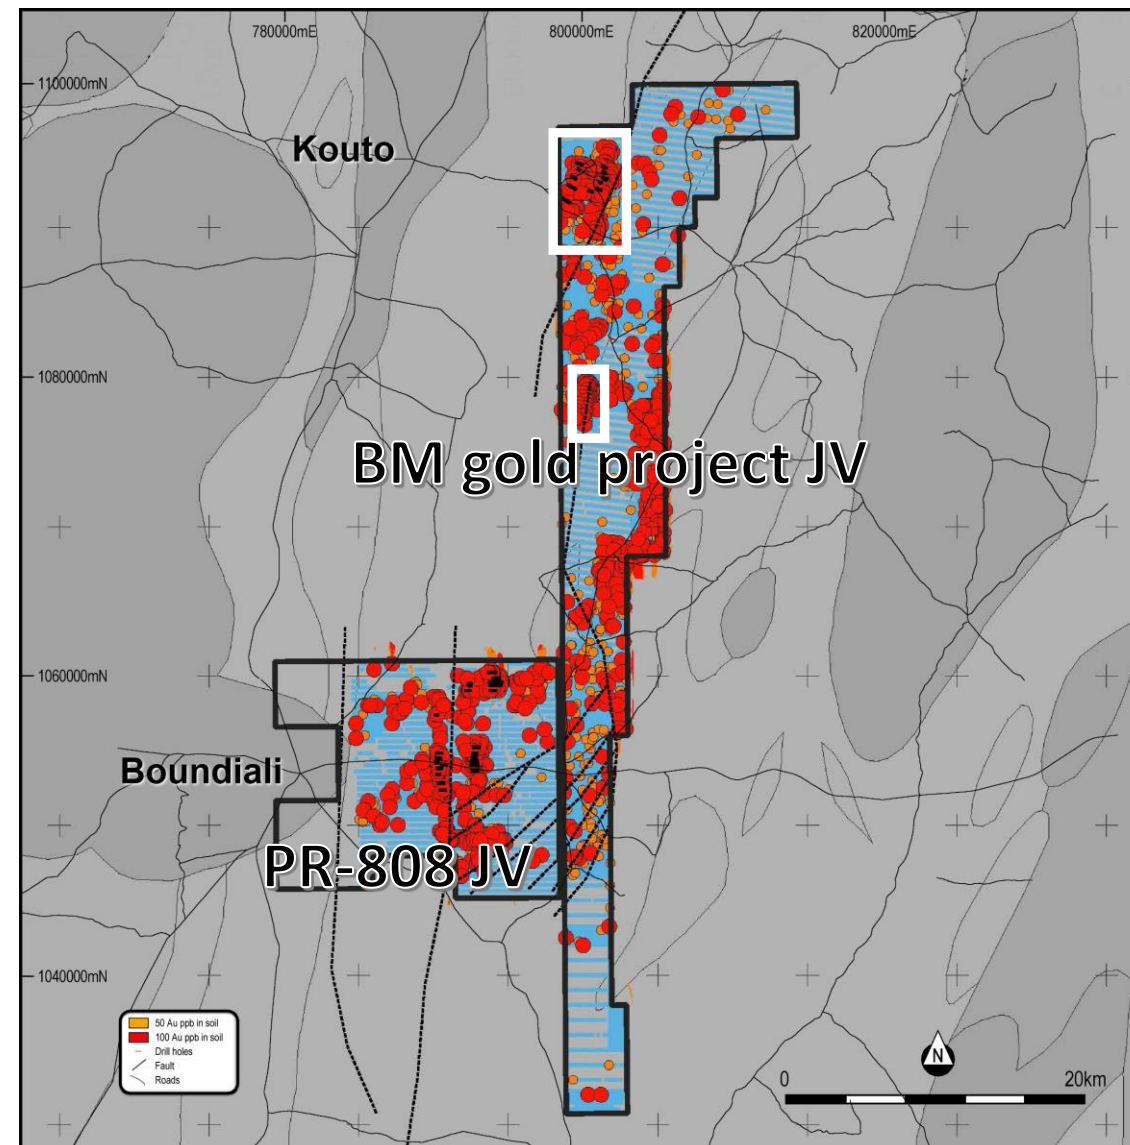 780000mE 800000mE 820000mE
1100000mN
Kouto
1080000mN
BM gold project JV
1060000mN
Boundiali
PR-808 JV
1040000mN
50 Au ppb in soil
100 Au ppb in soil
Drill holes
Fault
Roads
N
0 20km